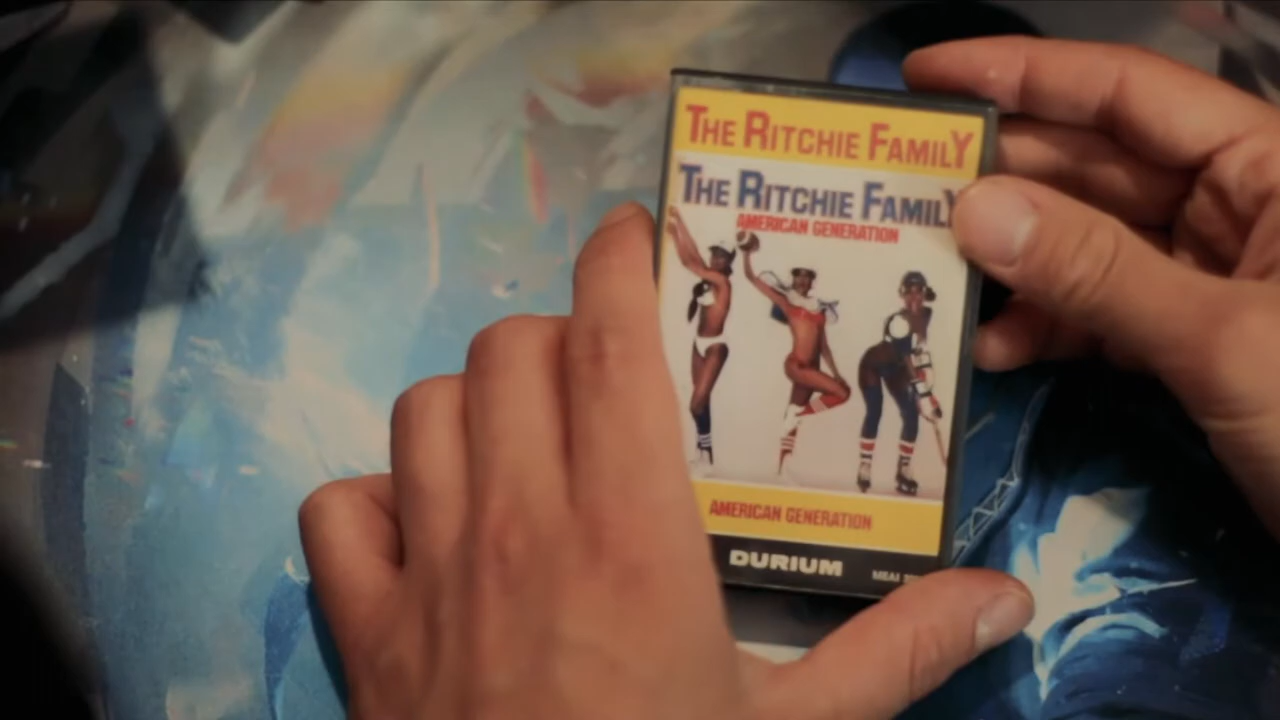 THE RITCHIE FAMILY
THE RITCHIE FAMILY
AMERICAN GENERATION
AMERICAN GENERATION
DURIUM